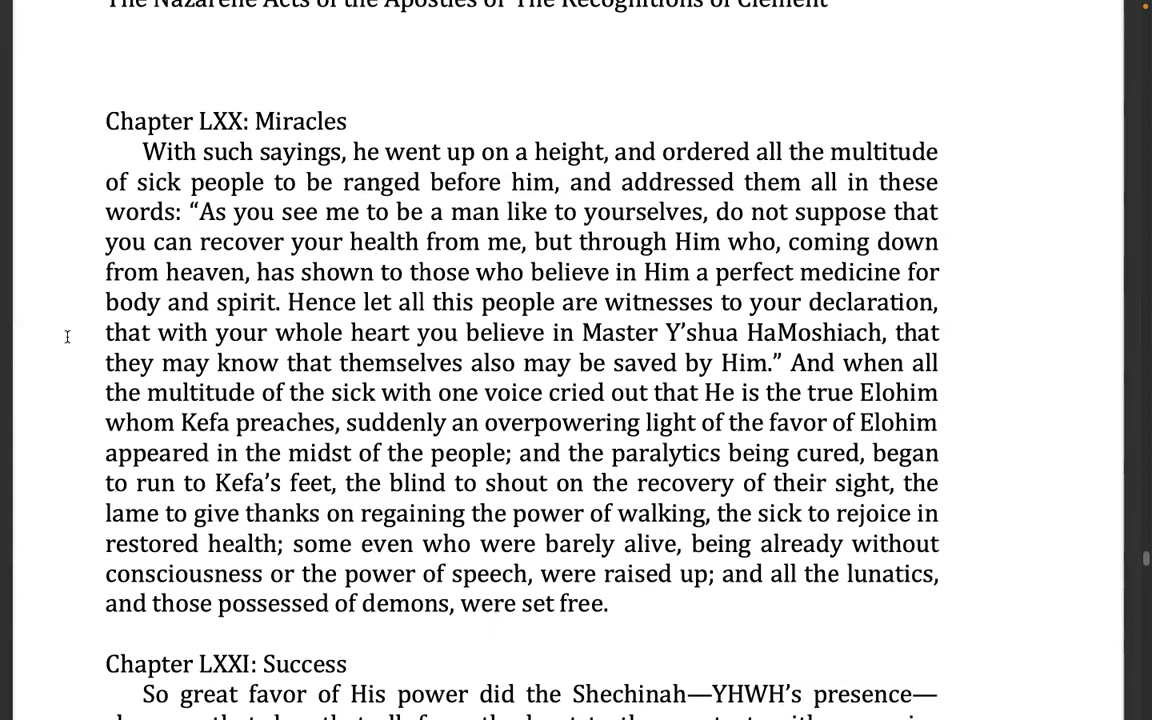 The Nazarene Acts of the Apostles or The Recognitions of Clement
Chapter LXX: Miracles
With such sayings, he went up on a height, and ordered all the multitude
of sick people to be ranged before him, and addressed them all in these
words: “As you see me to be a man like to yourselves, do not suppose that
you can recover your health from me, but through Him who, coming down
from heaven, has shown to those who believe in Him a perfect medicine for
body and spirit. Hence let all this people are witnesses to your declaration,
that with your whole heart you believe in Master Y’shua HaMoshiach, that
they may know that themselves also may be saved by Him.” And when all
the multitude of the sick with one voice cried out that He is the true Elohim
whom Kefa preaches, suddenly an overpowering light of the favor of Elohim
appeared in the midst of the people; and the paralytics being cured, began
to run to Kefa’s feet, the blind to shout on the recovery of their sight, the
lame to give thanks on regaining the power of walking, the sick to rejoice in
restored health; some even who were barely alive, being already without
consciousness or the power of speech, were raised up; and all the lunatics,
and those possessed of demons, were set free.
Chapter LXXI: Success
So great favor of His power did the Shechinah—YHWH’s presence—